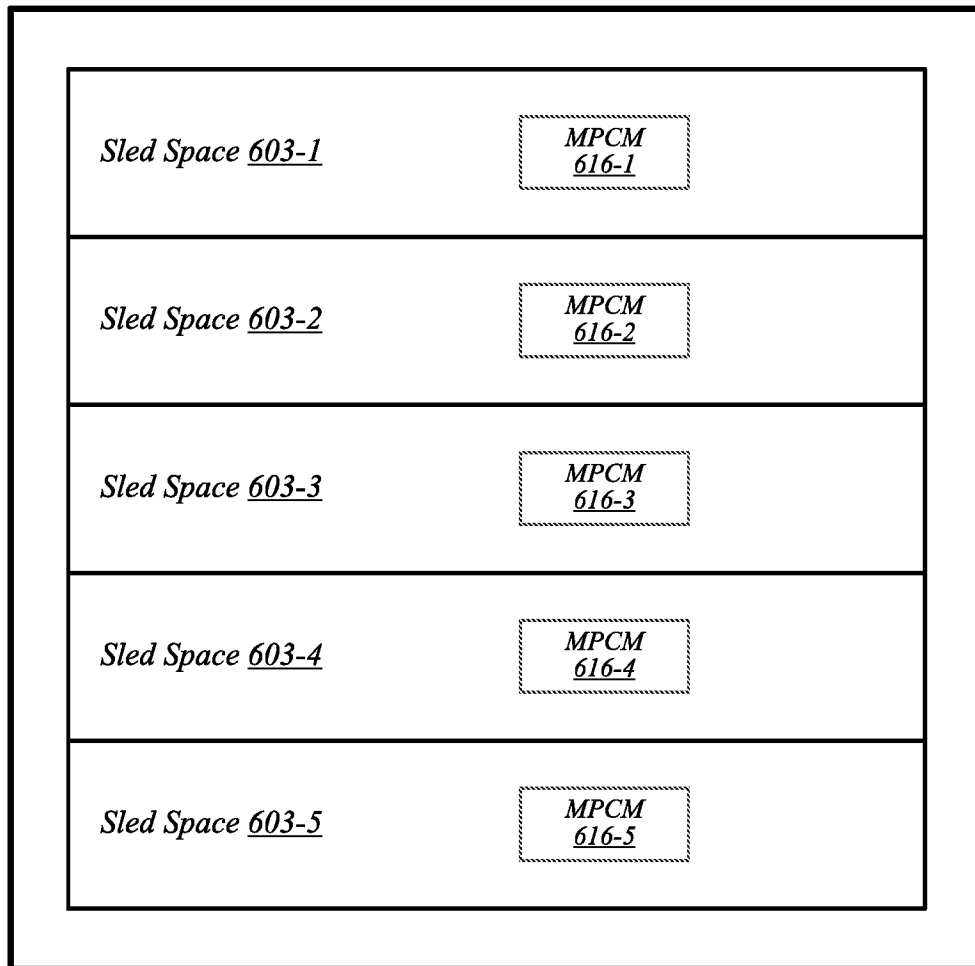 Sled Space 603-1
MPCM
616-1
Sled Space 603-2
MPCM
616-2
Sled Space 603-3
MPCM
616-3
Sled Space 603-4
MPCM
616-4
Sled Space 603-5
MPCM
616-5